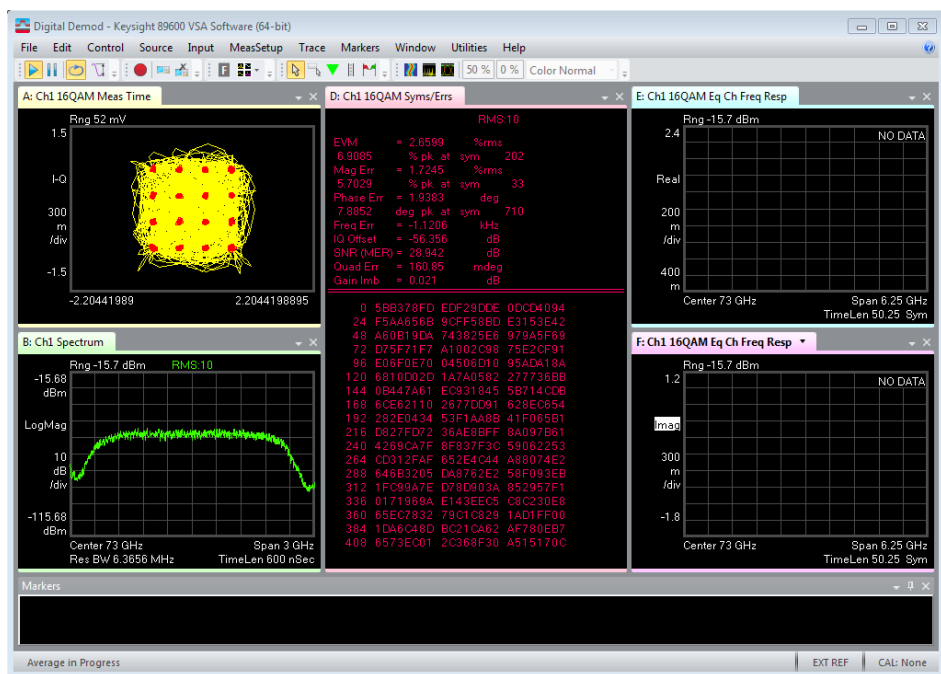 Digital Demod - Keysight 89600 VSA Software (64-bit)
File Edit Control Source Input MeasSetup Trace Markers Window Utilities Help
50 % 0 % Color Normal
A: Ch1 16QAM Meas Time
Rng 52 mV
1.5
I-Q
300
m
/div
-1.5
-2.20441989 2.2044198895
B: Ch1 Spectrum
Rng -15.7 dBm RMS:10
-15.68
dBm
LogMag
10
dB
/div
-115.68
dBm
Center 73 GHz Span 3 GHz
Res BW 6.3656 MHz TimeLen 600 nSec
D: Ch1 16QAM Syms/Errs
RMS:10
EVM = 2.6599 %rms
6.9085 % pk at sym 202
Mag Err = 1.7245 %rms
5.7029 % pk at sym 33
Phase Err = 1.9383 deg
7.8852 deg pk at sym 710
Freq Err = -1.1206 kHz
IQ Offset = -56.356 dB
SNR (MER) = 28.942 dB
Quad Err = 160.85 mdeg
Gain Imb = 0.021 dB
0 5BB378FD EDF29DDE 0DCD4094
24 F5AA656B 9CFF58BD E3153E42
48 A60B19DA 743825E6 979A5F69
72 D75F71F7 A1002C98 75E2CF91
96 E06F0E70 04506D10 95ADA18A
120 6810D02D 1A7A0582 277736BB
144 0B447A61 EC931845 5B714CDB
168 6CE62110 2677DD91 628EC654
192 282E0434 53F1AA8B 41F065B1
216 D827FD72 36AE8BFF 8A097B61
240 4269CA7F 8F837F3C 59062253
264 CD312FAF 652E4C44 A88074E2
288 646B3205 DA8762E2 58F093EB
312 1FC99A7E D78D903A 852957F1
336 0171969A E143EEC5 C8C230E8
360 65EC7832 79C1C829 1AD1FF00
384 1DA6C48D BC21CA62 AF780EB7
408 6573EC01 2C368F30 A515170C
E: Ch1 16QAM Eq Ch Freq Resp
Rng -15.7 dBm
2.4 NO DATA
Real
200
m
/div
400
m
Center 73 GHz Span 6.25 GHz
TimeLen 50.25 Sym
F: Ch1 16QAM Eq Ch Freq Resp
Rng -15.7 dBm
1.2 NO DATA
Imag
300
m
/div
-1.8
Center 73 GHz Span 6.25 GHz
TimeLen 50.25 Sym
Markers
Average in Progress EXT REF CAL: None